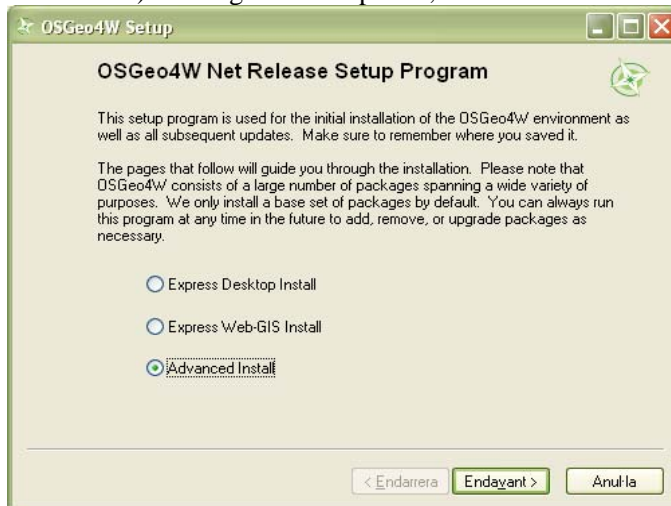 OSGeo4W Setup
OSGeo4W Net Release Setup Program
This setup program is used for the initial installation of the OSGeo4W environment as
well as all subsequent updates. Make sure to remember where you saved it.
The pages that follow will guide you through the installation. Please note that
OSGeo4W consists of a large number of packages spanning a wide variety of
purposes. We only install a base set of packages by default. You can always run
this program at any time in the future to add, remove, or upgrade packages as
necessary.
Express Desktop Install
Express Web-GIS Install
Advanced Install
< Endarrera Endavant > Anul·la